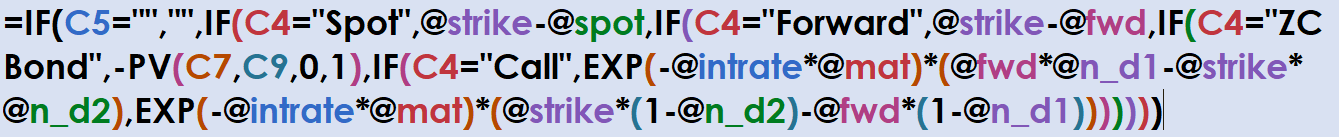 =IF(C5="","",IF(C4="Spot",@strike-@spot,IF(C4="Forward",@strike-@fwd,IF(C4="ZC
Bond",-PV(C7,C9,0,1),IF(C4="Call",EXP(-@intrate*@mat)*(@fwd*@n_d1-@strike*
@n_d2),EXP(-@intrate*@mat)*(@strike*(1-@n_d2)-@fwd*(1-@n_d1)))))))